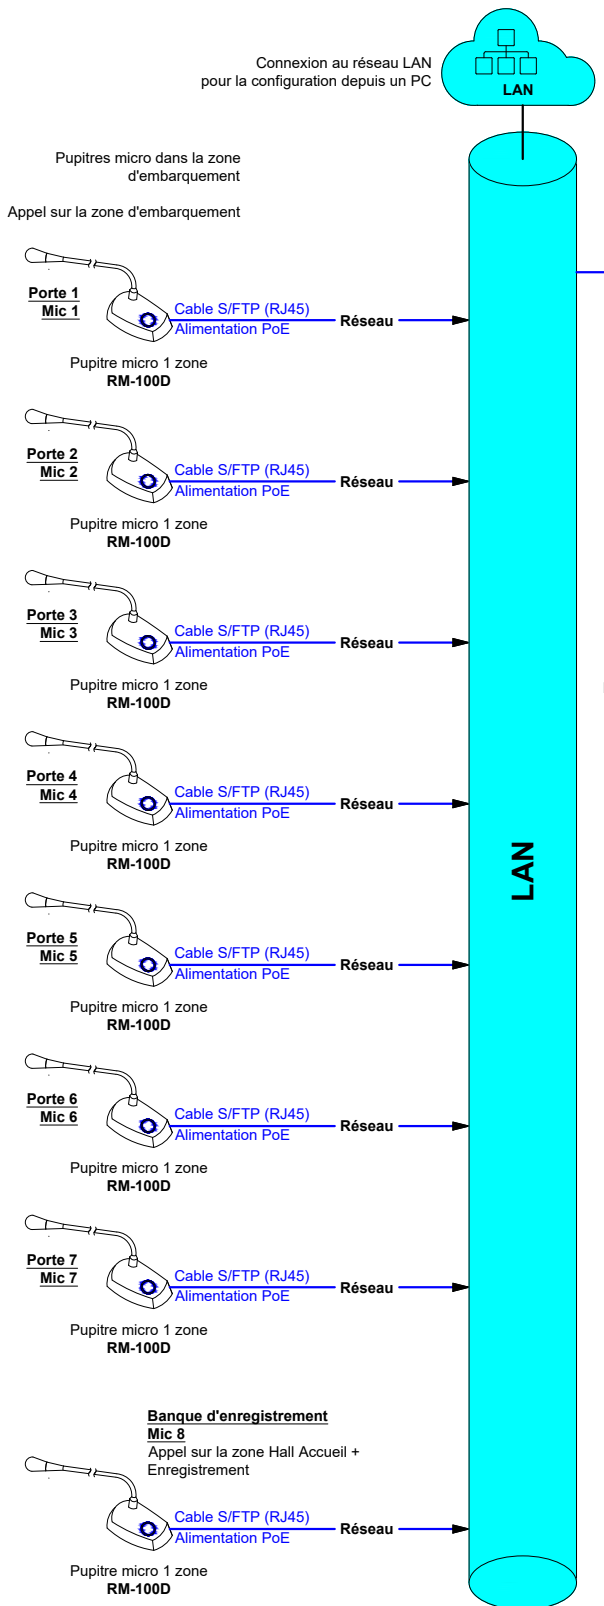 Connexion au réseau LAN
pour la configuration depuis un PC
LAN
Pupitres micro dans la zone
d'embarquement
Appel sur la zone d'embarquement
Porte 1
Mic 1
Cable S/FTP (RJ45)
Alimentation PoE
Réseau
Pupitre micro 1 zone
RM-100D
Porte 2
Mic 2
Cable S/FTP (RJ45)
Alimentation PoE
Réseau
Pupitre micro 1 zone
RM-100D
Porte 3
Mic 3
Cable S/FTP (RJ45)
Alimentation PoE
Réseau
Pupitre micro 1 zone
RM-100D
Porte 4
Mic 4
Cable S/FTP (RJ45)
Alimentation PoE
Réseau
Pupitre micro 1 zone
RM-100D
LAN
Porte 5
Mic 5
Cable S/FTP (RJ45)
Alimentation PoE
Réseau
Pupitre micro 1 zone
RM-100D
Porte 6
Mic 6
Cable S/FTP (RJ45)
Alimentation PoE
Réseau
Pupitre micro 1 zone
RM-100D
Porte 7
Mic 7
Cable S/FTP (RJ45)
Alimentation PoE
Réseau
Pupitre micro 1 zone
RM-100D
Banque d'enregistrement
Mic 8
Appel sur la zone Hall Accueil +
Enregistrement
Cable S/FTP (RJ45)
Alimentation PoE
Réseau
Pupitre micro 1 zone
RM-100D